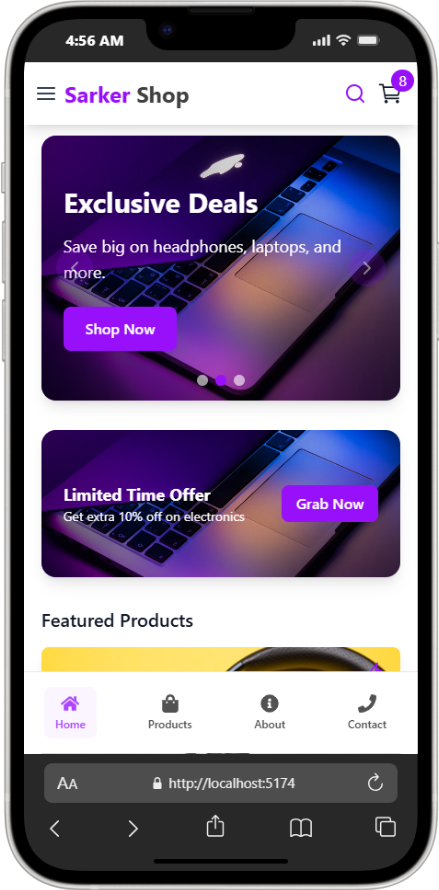 4:56 AM
Sarker Shop
8
Exclusive Deals
Save big on headphones, laptops, and
more.
Shop Now
Limited Time Offer
Get extra 10% off on electronics
Grab Now
Featured Products
Home
Products
About
Contact
AA
http://localhost:5174